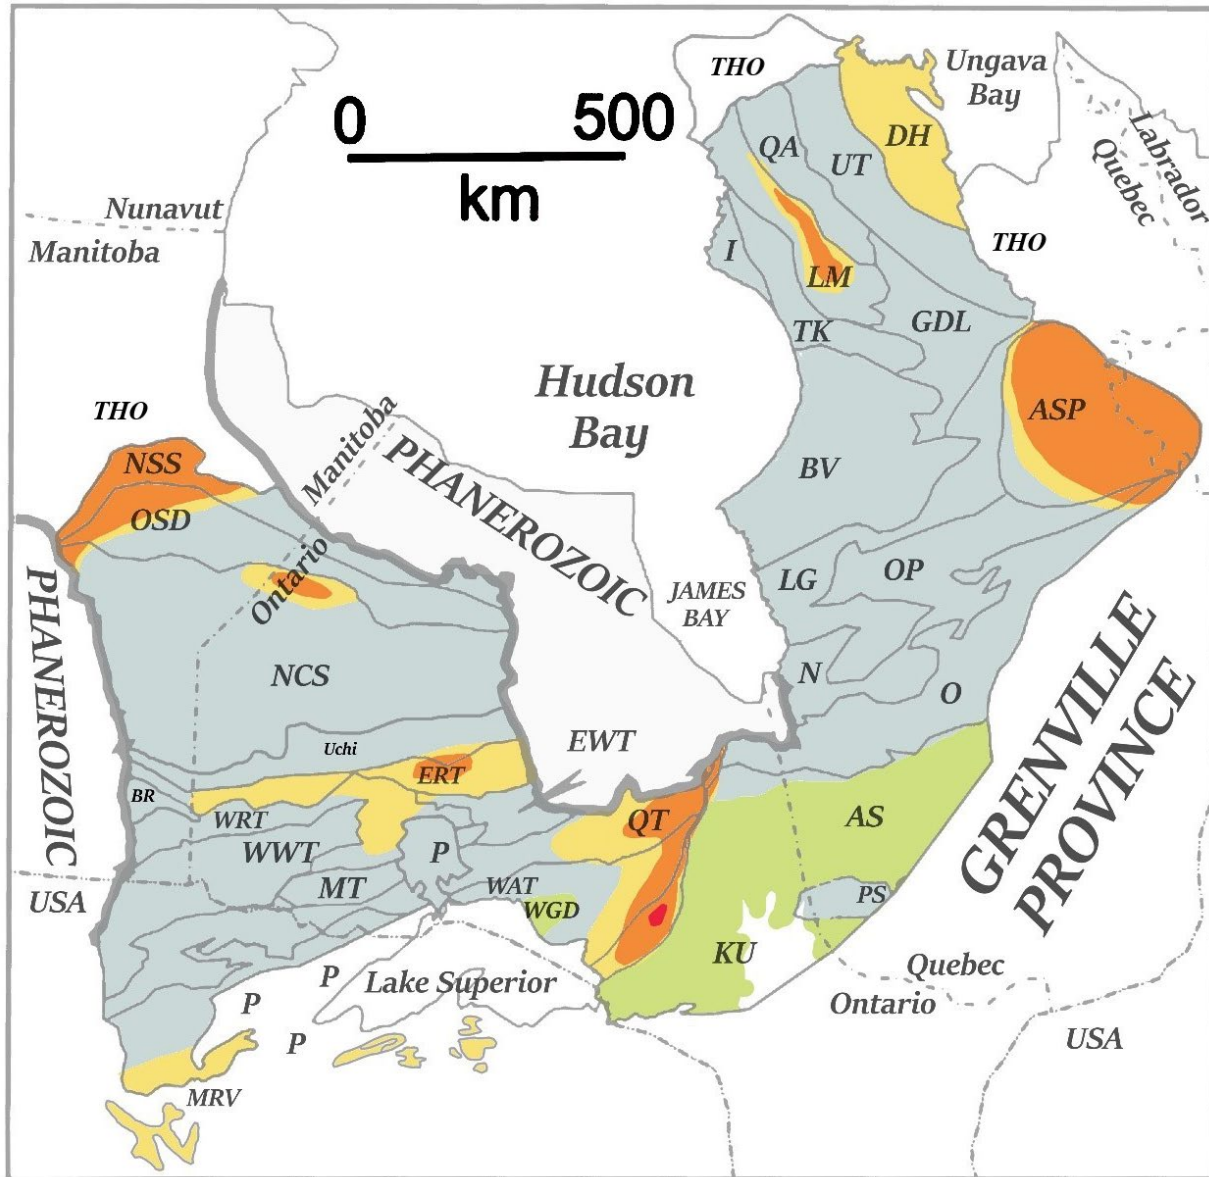 THO
Ungava
Bay
0 500
km
QA
UT
DH
Labrador
Quebec
Nunavut
Manitoba
I
LM
THO
TK
GDL
Hudson
Bay
THO
Manitoba
ASP
PHANEROZOIC
NSS
OSD
BV
Ontario
LG
OP
JAMES
BAY
PHANEROZOIC
NCS
N
O
EWT
Uchi
ERT
BR
WRT
QT
AS
GRENVILLE
PROVINCE
WWT
P
MT
WAT
WGD
PS
USA
KU
P
Lake Superior
Quebec
Ontario
P
P
USA
MRV